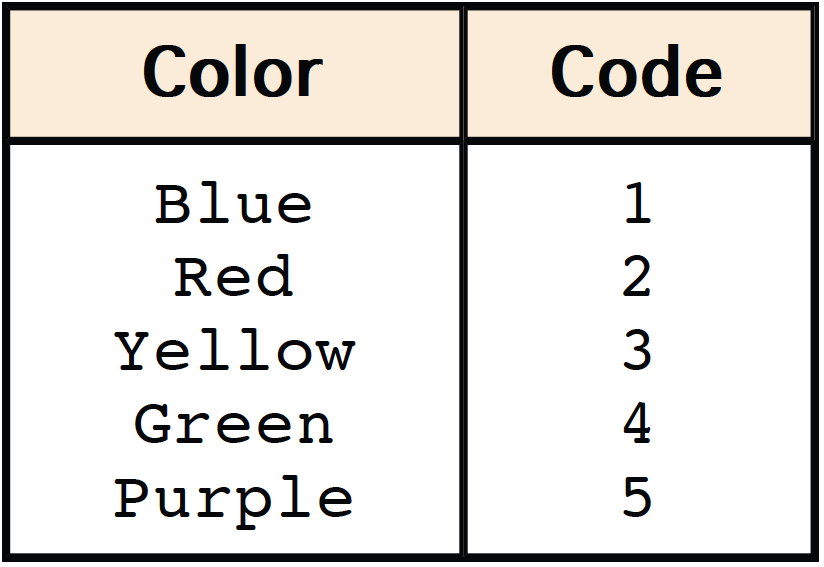 Color Code
Blue 1
Red 2
Yellow 3
Green 4
Purple 5